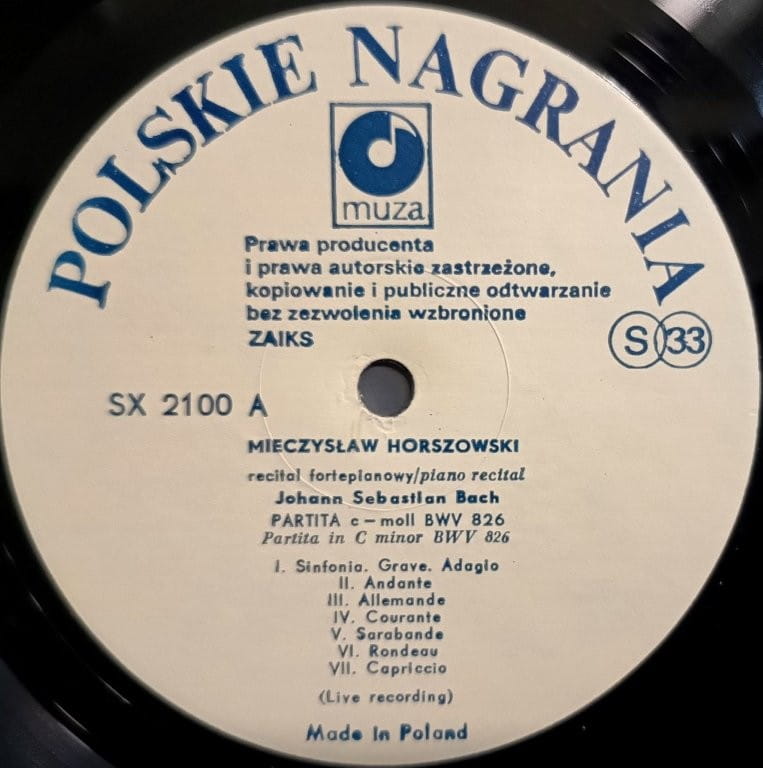 POLSKIE NAGRANIA
muza
Prawa producenta
i prawa autorskie zastrzeżone,
kopiowanie i publiczne odtwarzanie
bez zezwolenia wzbronione
ZAIKS
S 33
SX 2100 A
MIECZYSŁAW HORSZOWSKI
recital fortepianowy/piano recital
Johann Sebastian Bach
PARTITA c-moll BWV 826
Partita in C minor BWV 826
I. Sinfonia. Grave. Adagio
II. Andante
III. Allemande
IV. Courante
V. Sarabande
VI. Rondeau
VII. Capriccio
(Live recording)
Made in Poland